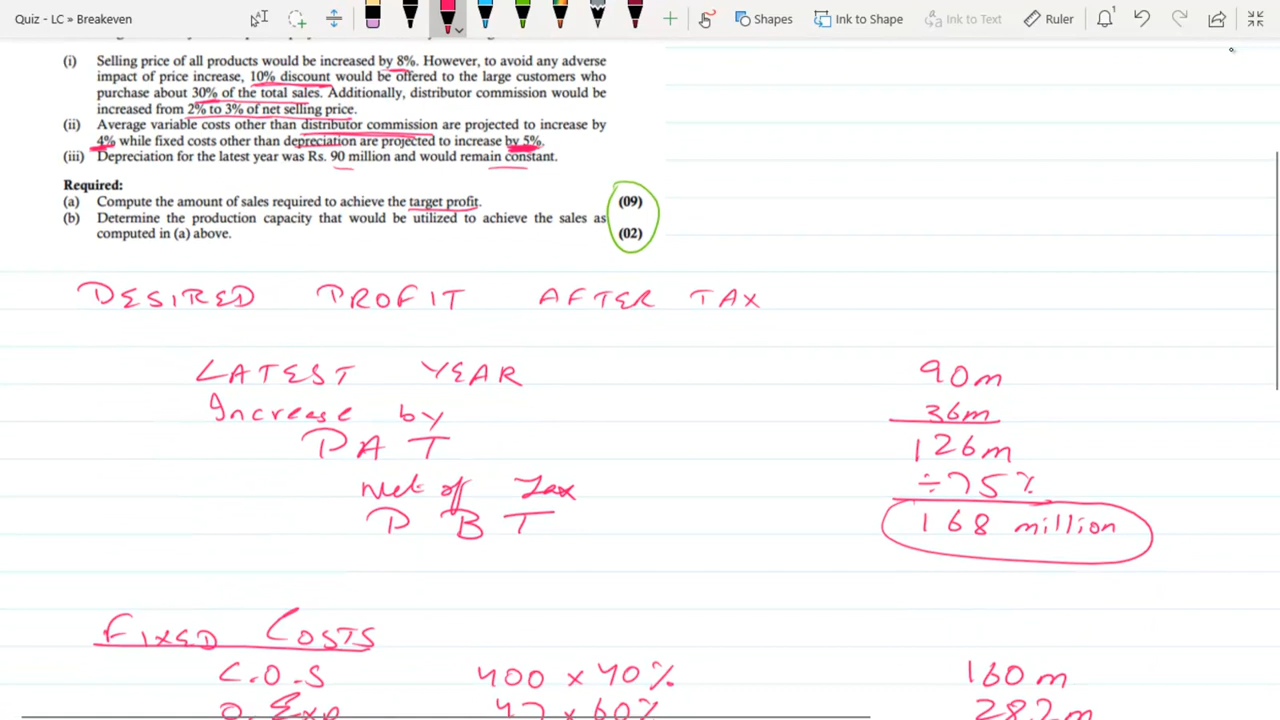 Quiz - LC » Breakeven
Shapes
Ink to Shape
Ink to Text
Ruler
(i) Selling price of all products would be increased by 8%. However, to avoid any adverse
impact of price increase, 10% discount would be offered to the large customers who
purchase about 30% of the total sales. Additionally, distributor commission would be
increased from 2% to 3% of net selling price.
(ii) Average variable costs other than distributor commission are projected to increase by
4% while fixed costs other than depreciation are projected to increase by 5%.
(iii) Depreciation for the latest year was Rs. 90 million and would remain constant.
Required:
(a) Compute the amount of sales required to achieve the target profit. (09)
(b) Determine the production capacity that would be utilized to achieve the sales as
computed in (a) above. (02)
DESIRED PROFIT AFTER TAX
LATEST YEAR 90m
Increase by 36m
PAT 126m
Net of Tax ÷75%
PBT 168 million
FIXED COSTS
C.O.S 400 x 40% 160m
O. Exp 47 x 60% 28.2m